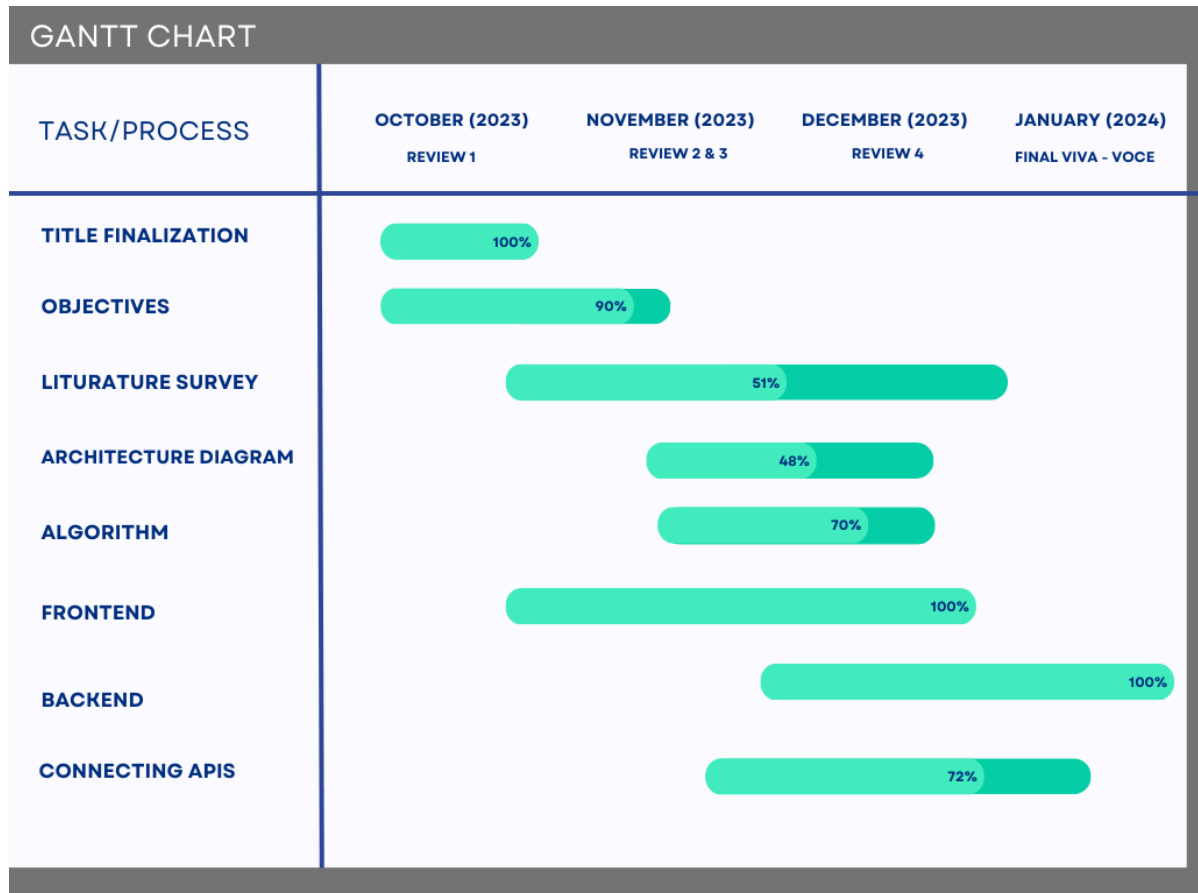 GANTT CHART
TASK/PROCESS
OCTOBER (2023)
REVIEW 1
NOVEMBER (2023)
REVIEW 2 & 3
DECEMBER (2023)
REVIEW 4
JANUARY (2024)
FINAL VIVA - VOCE
TITLE FINALIZATION
100%
OBJECTIVES
90%
LITURATURE SURVEY
51%
ARCHITECTURE DIAGRAM
48%
ALGORITHM
70%
FRONTEND
100%
BACKEND
100%
CONNECTING APIS
72%